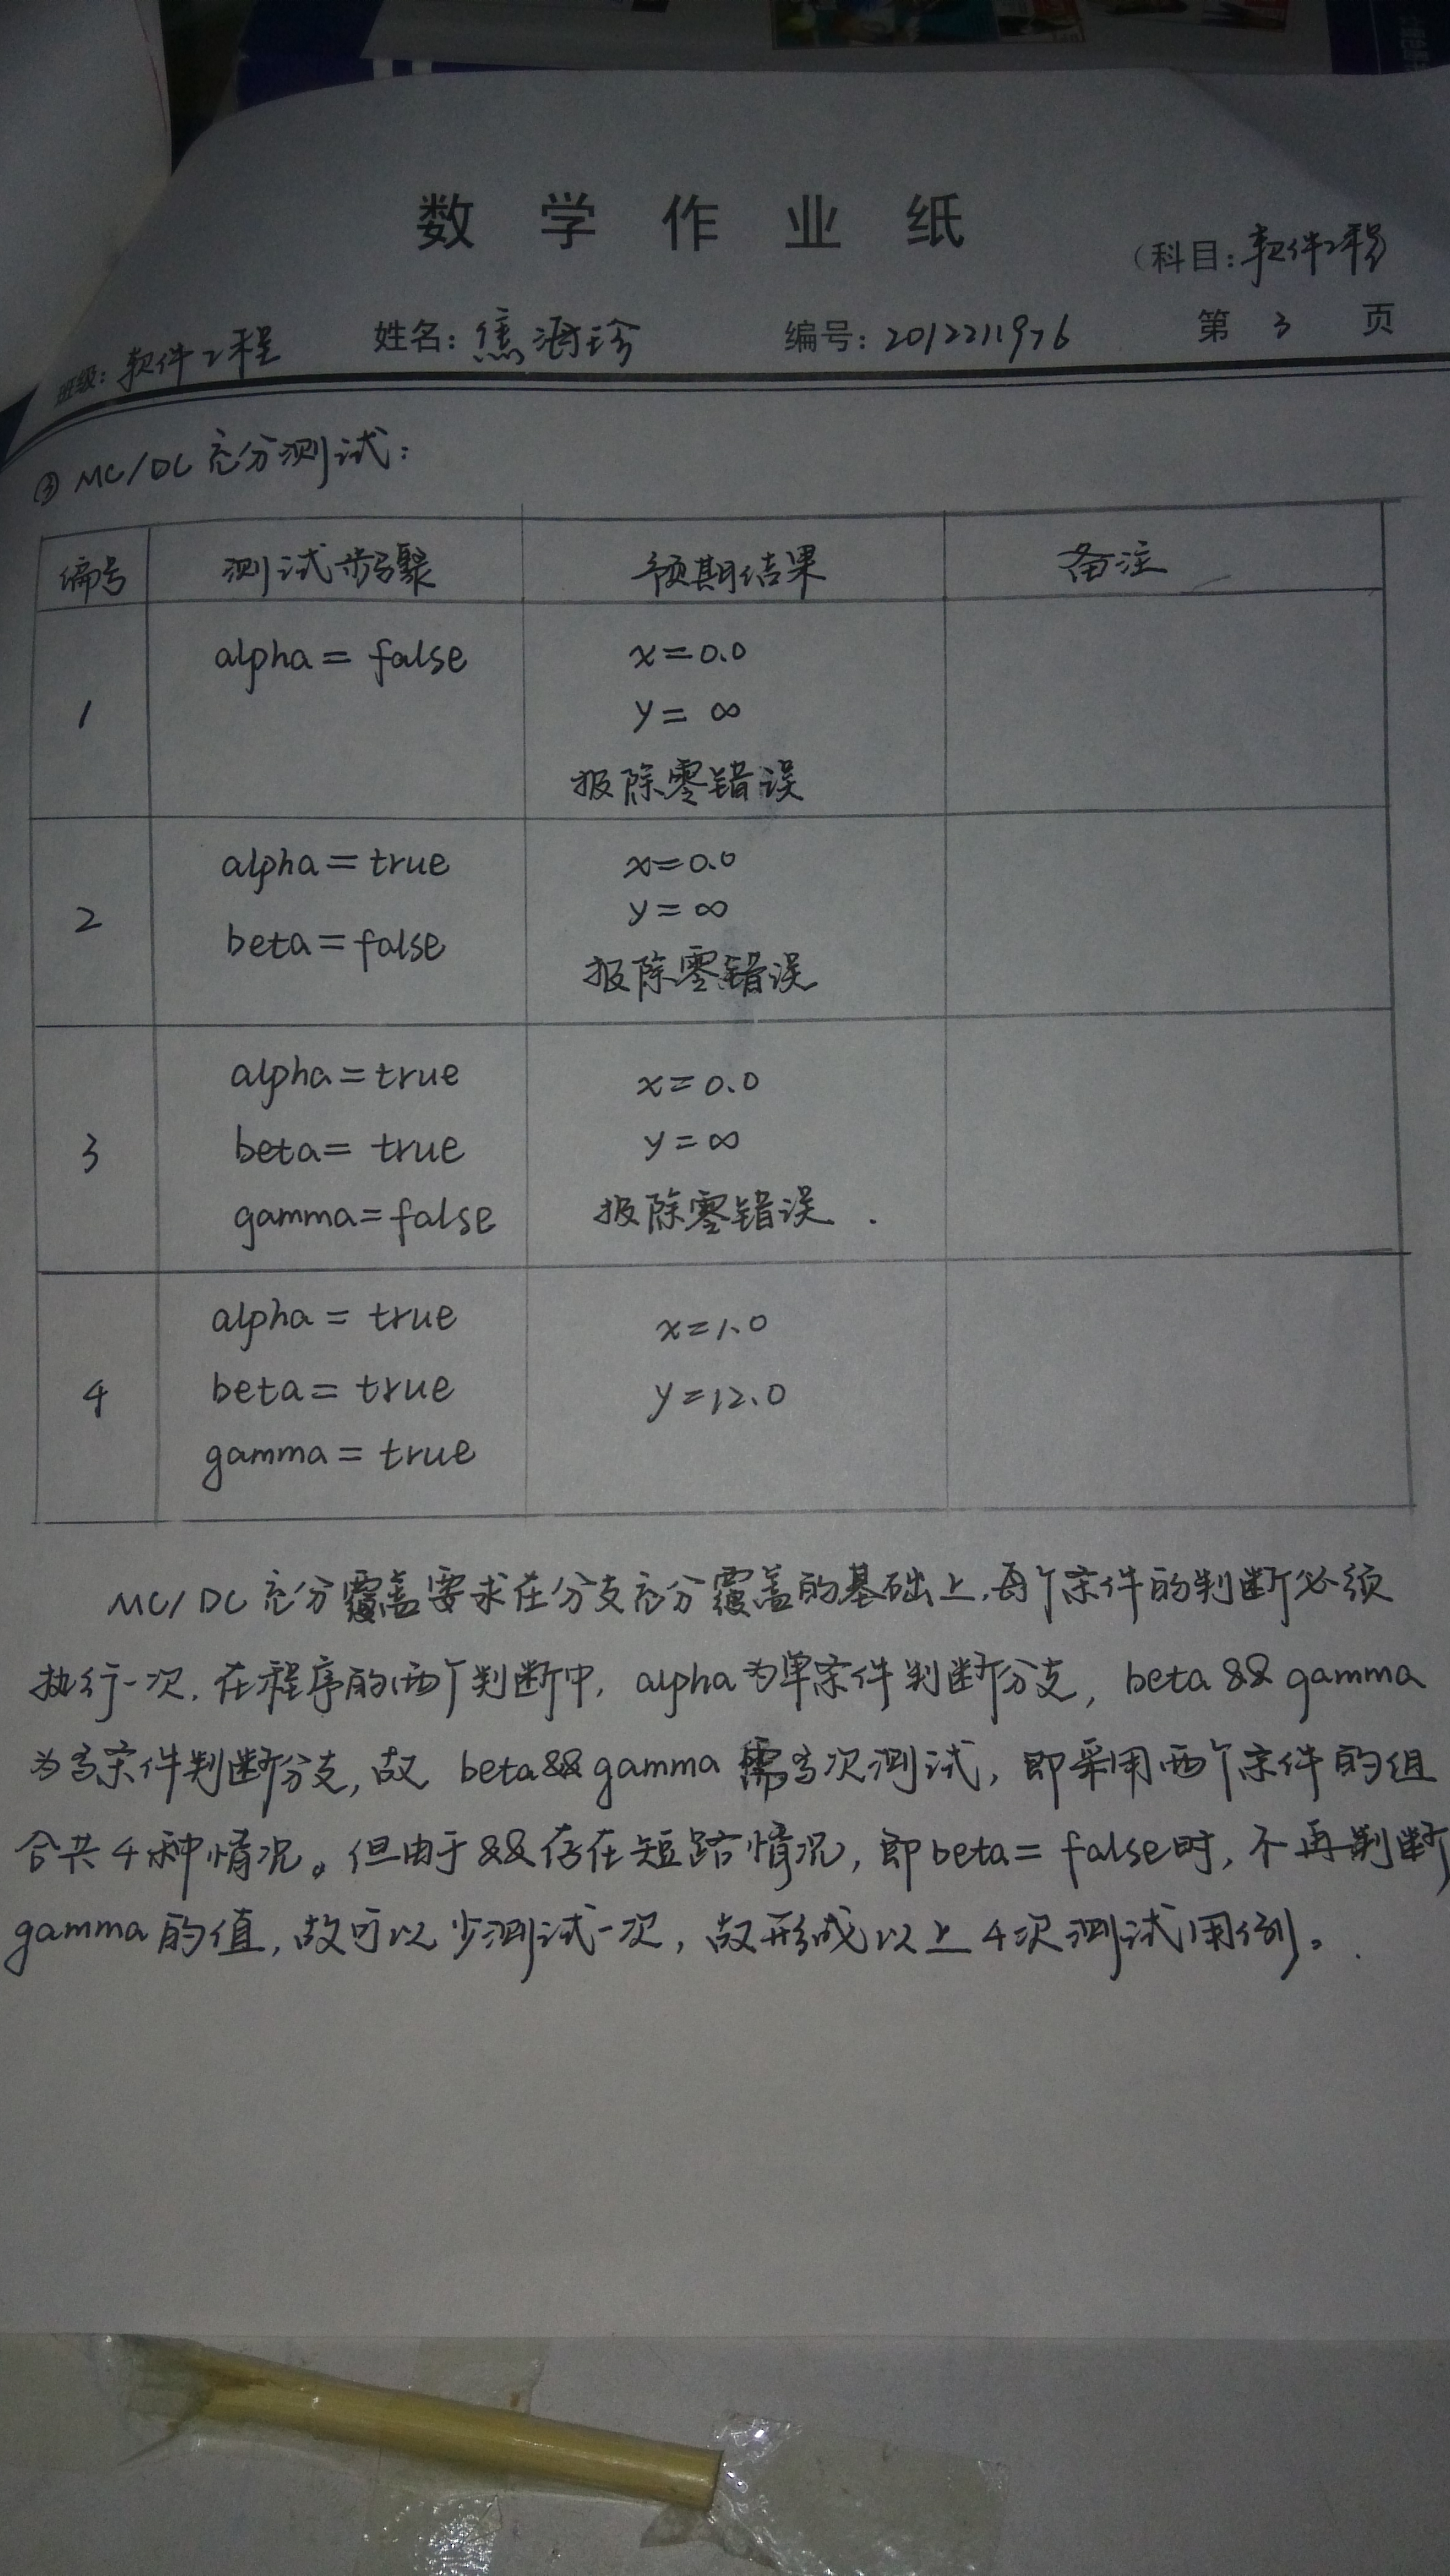 数学作业纸
(科目:软件工程)
班级:软件工程 姓名:焦海珍 编号:2012211976 第 3 页
③ MC/DC 充分测试:
编号 测试步骤 预期结果 备注
1
alpha = false
x = 0.0
y = ∞
报除零错误
2
alpha = true
beta = false
x = 0.0
y = ∞
报除零错误
3
alpha = true
beta = true
gamma = false
x = 0.0
y = ∞
报除零错误.
4
alpha = true
beta = true
gamma = true
x = 1.0
y = 12.0
MC/DC 充分覆盖要求在分支充分覆盖的基础上,每个条件的判断必须
执行一次.在程序的两个判断中, alpha 为单条件判断分支, beta && gamma
为多条件判断分支,故 beta && gamma 需多次测试,即采用两个条件的组
合共4种情况。但由于 && 存在短路情况,即 beta = false 时,不再判断
gamma 的值,故可以少测试一次,故形成以上4次测试用例。